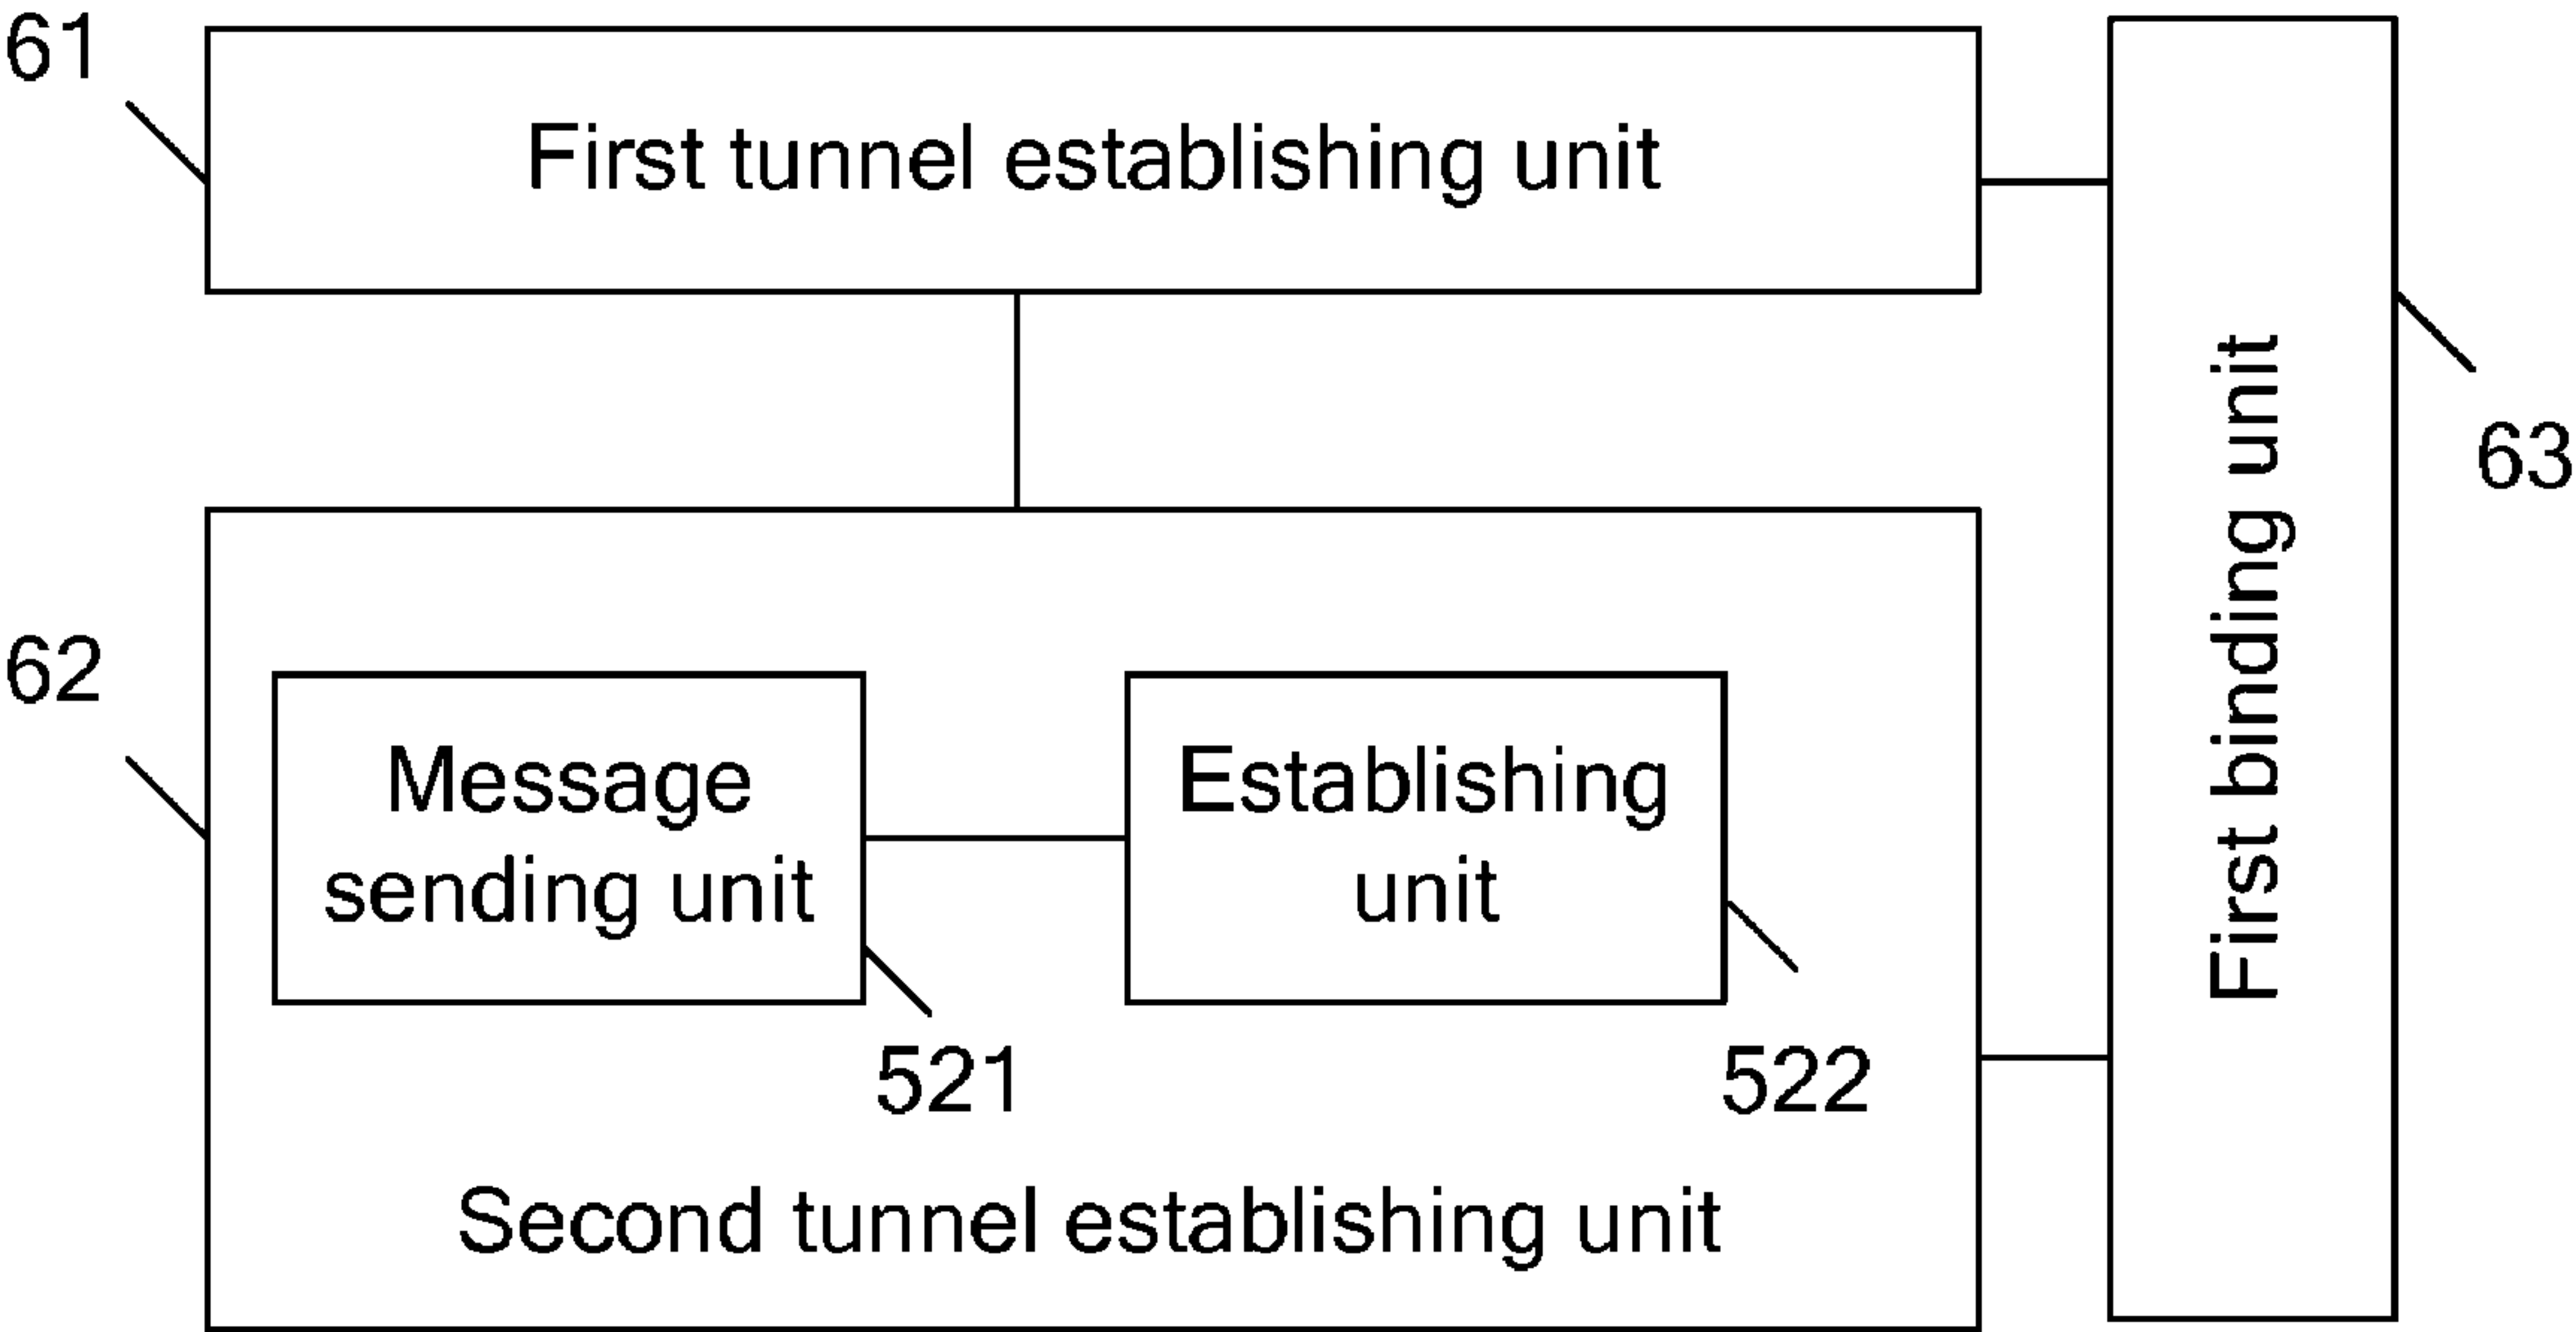 61
First tunnel establishing unit
First binding unit
63
62
Message
sending unit
Establishing
unit
521
522
Second tunnel establishing unit